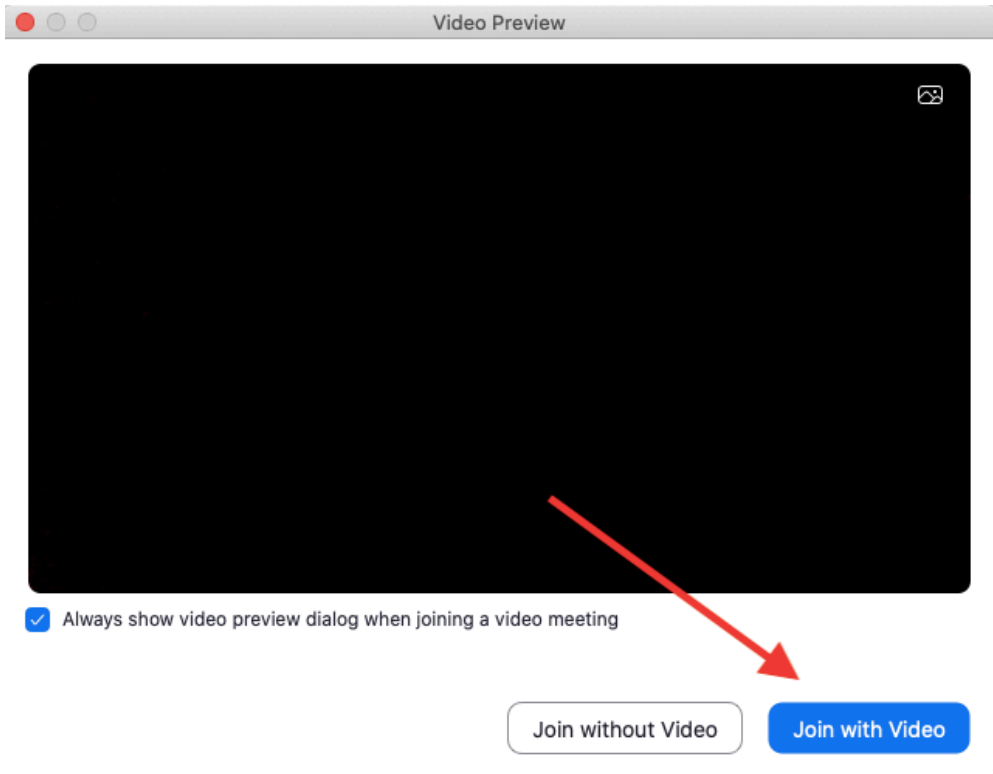 Video Preview
Always show video preview dialog when joining a video meeting
Join without Video
Join with Video